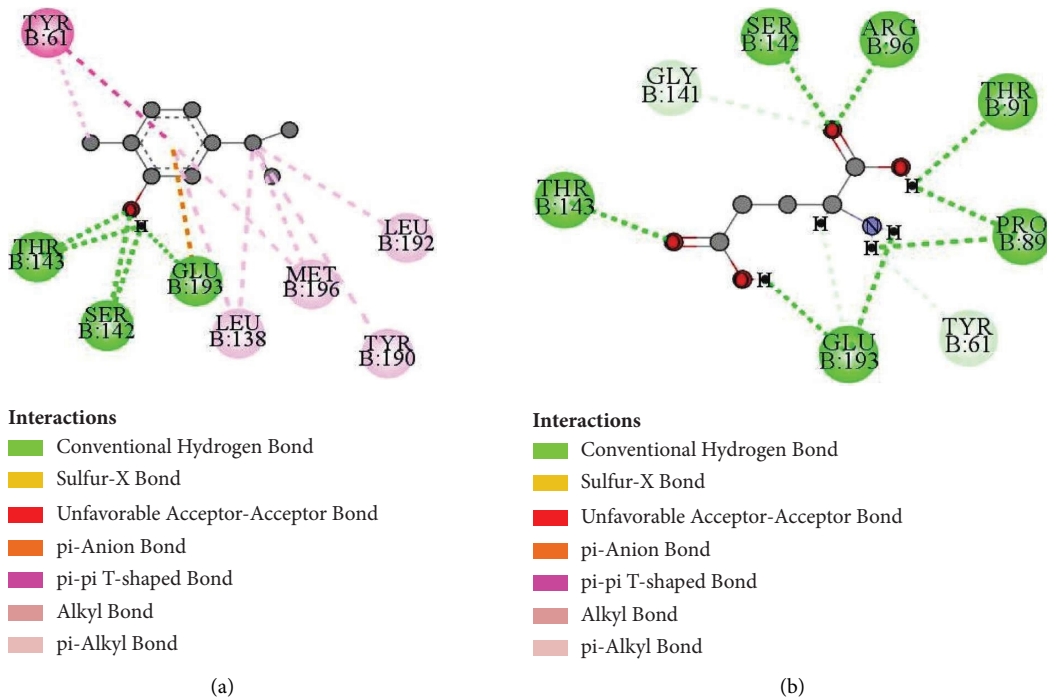 TYR
B:61
THR
B:143
SER
B:142
GLU
B:193
LEU
B:138
MET
B:196
TYR
B:190
LEU
B:192
H
Interactions
Conventional Hydrogen Bond
Sulfur-X Bond
Unfavorable Acceptor-Acceptor Bond
pi-Anion Bond
pi-pi T-shaped Bond
Alkyl Bond
pi-Alkyl Bond
(a)
SER
B:142
ARG
B:96
GLY
B:141
THR
B:91
THR
B:143
PRO
B:89
TYR
B:61
GLU
B:193
H
H
N
H
H
H
Interactions
Conventional Hydrogen Bond
Sulfur-X Bond
Unfavorable Acceptor-Acceptor Bond
pi-Anion Bond
pi-pi T-shaped Bond
Alkyl Bond
pi-Alkyl Bond
(b)